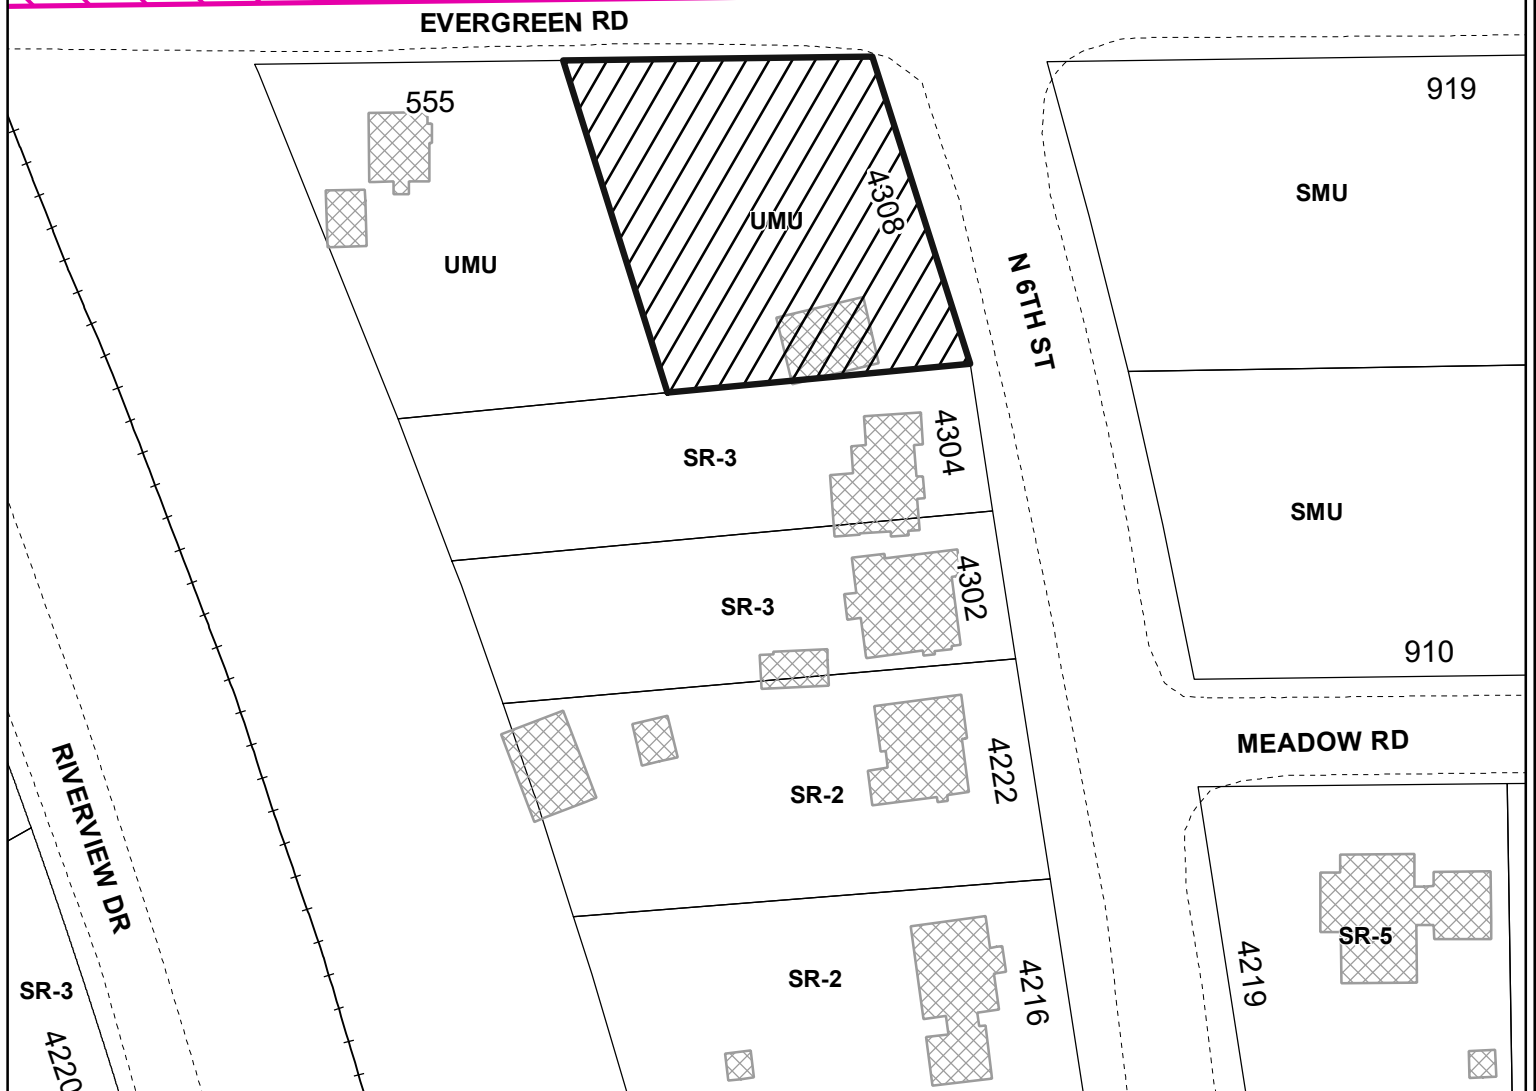 EVERGREEN RD
555
919
4308
SMU
UMU
UMU
N 6TH ST
4304
SR-3
SMU
4302
SR-3
910
MEADOW RD
4222
SR-2
RIVERVIEW DR
SR-5
4219
SR-2
4216
SR-3
4220